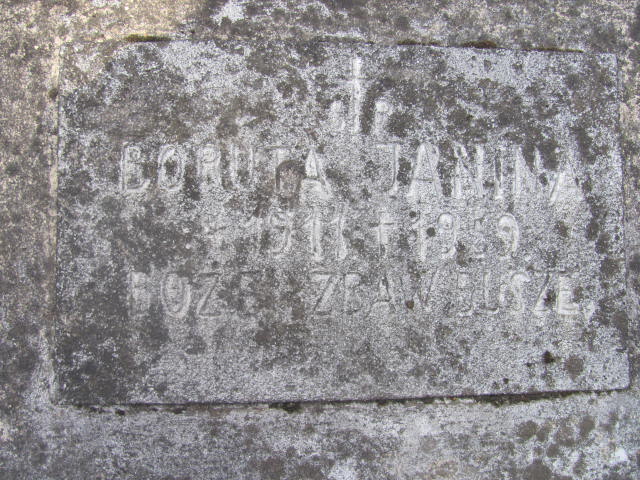 Ś.P.
BORUTA JANINA
* 1911 † 1959
BOŻE ZBAW DUSZE